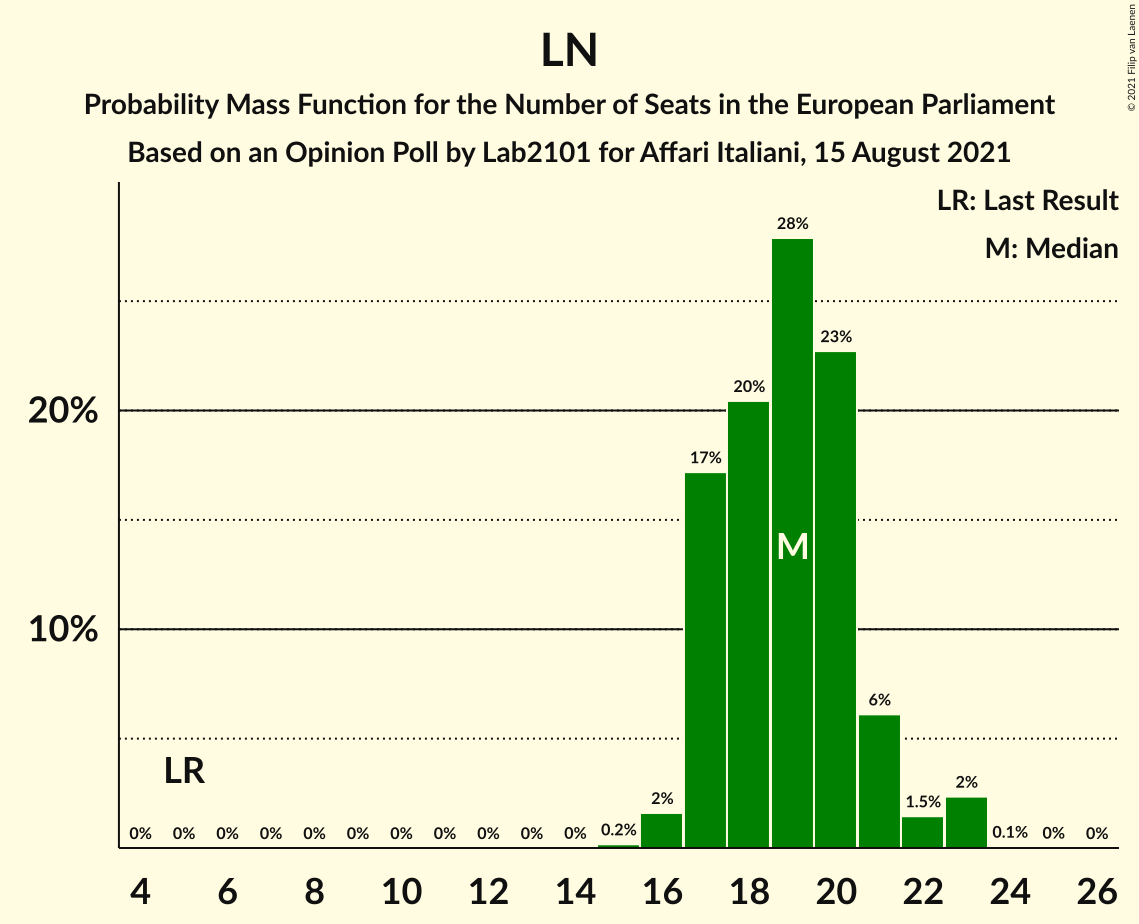 LN
Probability Mass Function for the Number of Seats in the European Parliament
Based on an Opinion Poll by Lab2101 for Affari Italiani, 15 August 2021
© 2021 Filip van Laenen
LR: Last Result
M: Median
28%
23%
20%
20%
17%
M
10%
6%
LR
2%
2%
1.5%
0% 0% 0% 0% 0% 0% 0% 0% 0% 0% 0% 0.2% 0.1% 0% 0%
4 6 8 10 12 14 16 18 20 22 24 26